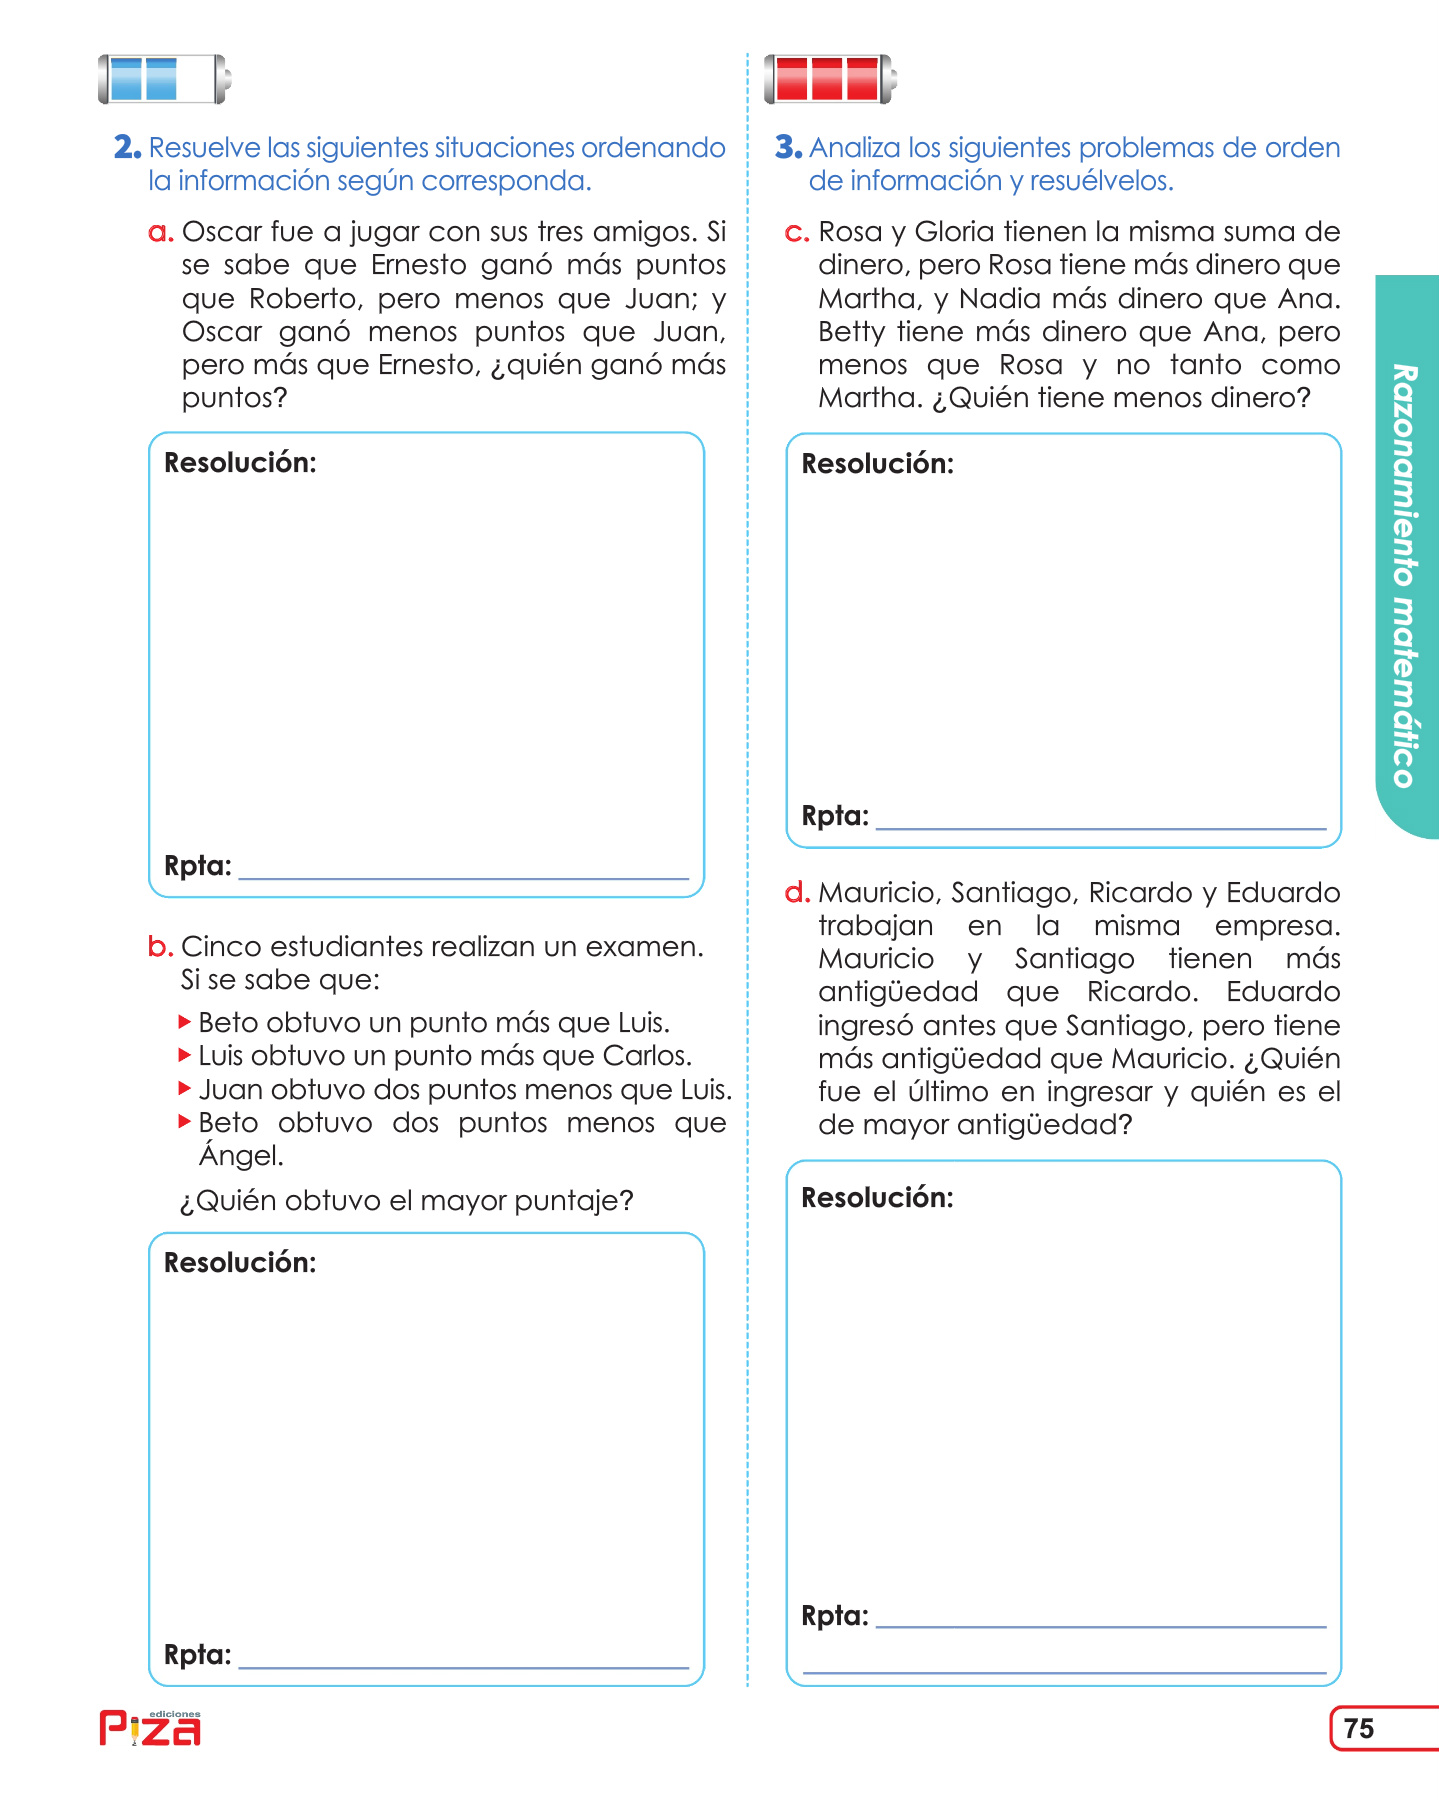 2. Resuelve las siguientes situaciones ordenando
la información según corresponda.
a. Oscar fue a jugar con sus tres amigos. Si
se sabe que Ernesto ganó más puntos
que Roberto, pero menos que Juan; y
Oscar ganó menos puntos que Juan,
pero más que Ernesto, ¿quién ganó más
puntos?
Resolución:
Rpta:
b. Cinco estudiantes realizan un examen.
Si se sabe que:
Beto obtuvo un punto más que Luis.
Luis obtuvo un punto más que Carlos.
Juan obtuvo dos puntos menos que Luis.
Beto obtuvo dos puntos menos que
Ángel.
¿Quién obtuvo el mayor puntaje?
Resolución:
Rpta:
3. Analiza los siguientes problemas de orden
de información y resuélvelos.
c. Rosa y Gloria tienen la misma suma de
dinero, pero Rosa tiene más dinero que
Martha, y Nadia más dinero que Ana.
Betty tiene más dinero que Ana, pero
menos que Rosa y no tanto como
Martha. ¿Quién tiene menos dinero?
Resolución:
Rpta:
d. Mauricio, Santiago, Ricardo y Eduardo
trabajan en la misma empresa.
Mauricio y Santiago tienen más
antigüedad que Ricardo. Eduardo
ingresó antes que Santiago, pero tiene
más antigüedad que Mauricio. ¿Quién
fue el último en ingresar y quién es el
de mayor antigüedad?
Resolución:
Rpta:
Razonamiento matemático
ediciones
Piza
75